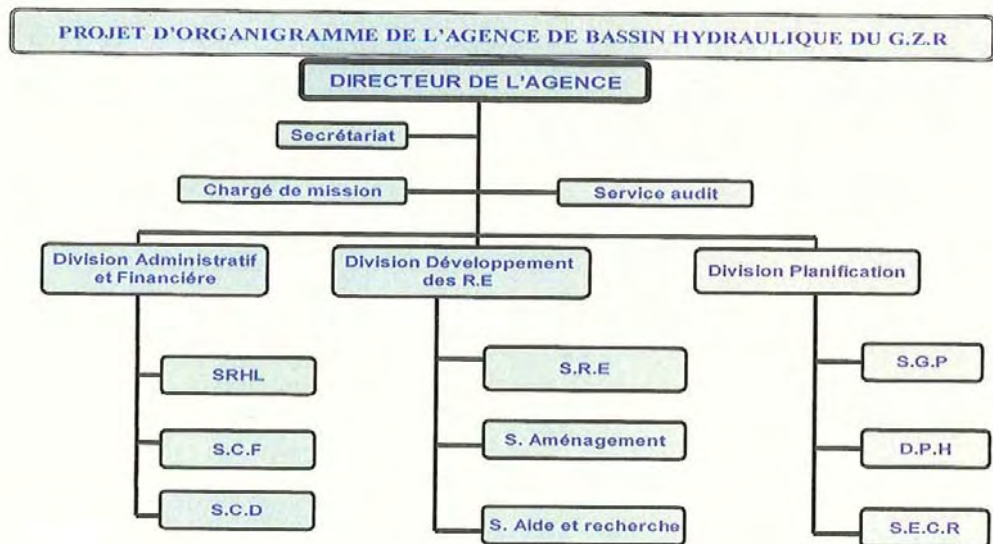 PROJET D'ORGANIGRAMME DE L'AGENCE DE BASSIN HYDRAULIQUE DU G.Z.R
DIRECTEUR DE L'AGENCE
Secrétariat
Chargé de mission
Service audit
Division Administratif
et Financiére
Division Développement
des R.E
Division Planification
SRHL
S.C.F
S.C.D
S.R.E
S. Aménagement
S. Aide et recherche
S.G.P
D.P.H
S.E.C.R